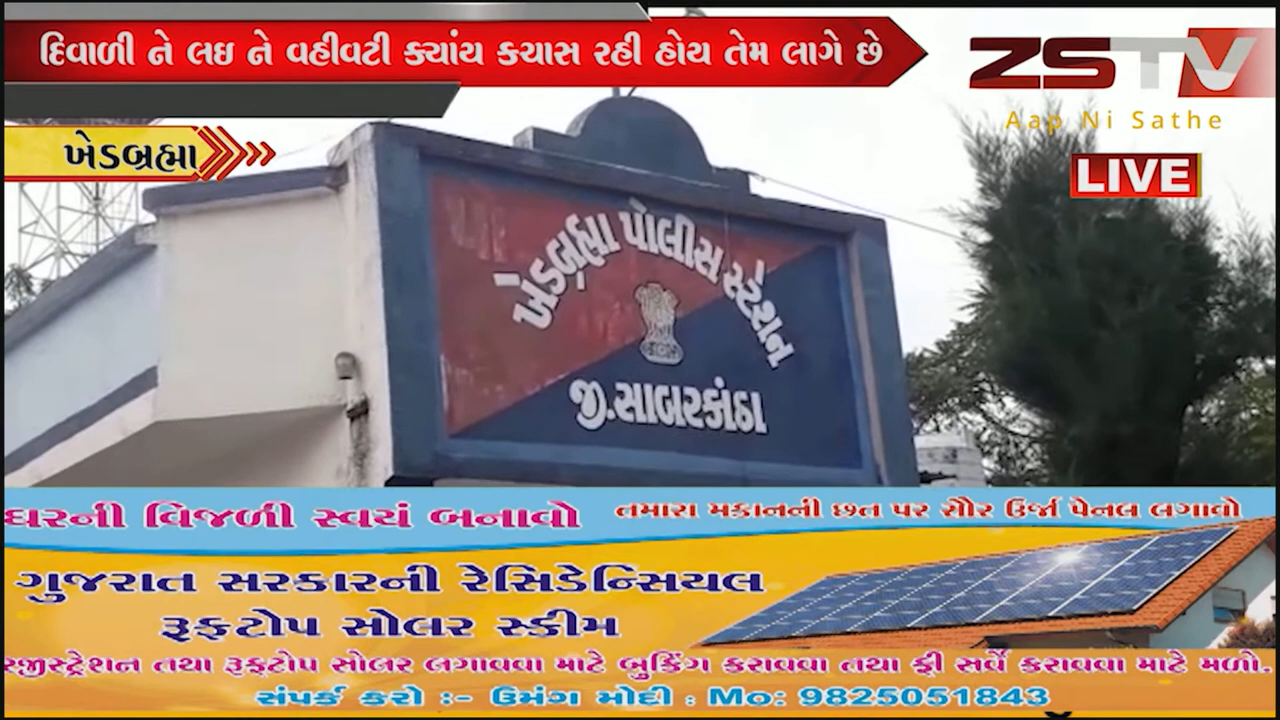 દિવાળી ને લઇ ને વહીવટી ક્યાંય કચાસ રહી હોય તેમ લાગે છે
ZSTV
Aap Ni Sathe
ખેડબ્રહ્મા
LIVE
ખેડબ્રહ્મા પોલીસ સ્ટેશન
જી.સાબરકાંઠા
ઘરની વિજળી સ્વયં બનાવો
તમારા મકાનની છત પર સૌર ઉર્જા પેનલ લગાવો
ગુજરાત સરકારની રેસિડેન્સિયલ
રૂફટોપ સોલર સ્કીમ
રજીસ્ટ્રેશન તથા રૂફટોપ સોલર લગાવવા માટે બુકિંગ કરાવવા તથા ફ્રી સર્વે કરાવવા માટે મળો.
સંપર્ક કરો :- ઉમંગ મોદી : Mo: 9825051843